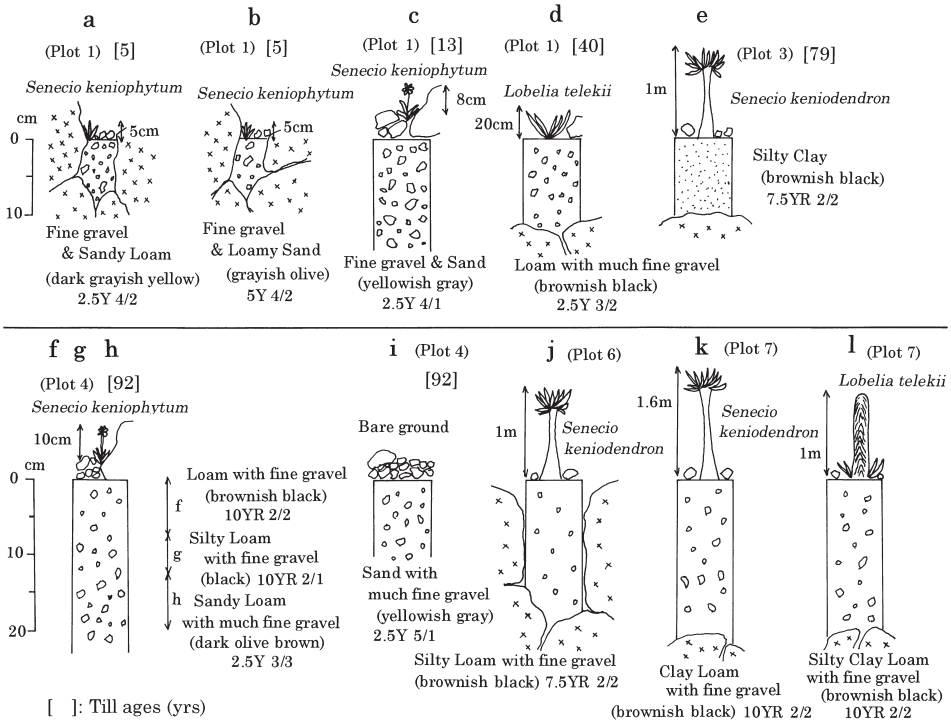 a
(Plot 1) [5]
Senecio keniophytum
cm
0
10
5cm
Fine gravel
& Sandy Loam
(dark grayish yellow)
2.5Y 4/2
b
(Plot 1) [5]
Senecio keniophytum
5cm
Fine gravel
& Loamy Sand
(grayish olive)
5Y 4/2
c
(Plot 1) [13]
Senecio keniophytum
8cm
Fine gravel & Sand
(yellowish gray)
2.5Y 4/1
d
(Plot 1) [40]
Lobelia telekii
20cm
Loam with much fine gravel
(brownish black)
2.5Y 3/2
e
(Plot 3) [79]
1m
Senecio keniodendron
Silty Clay
(brownish black)
7.5YR 2/2
f g h
(Plot 4) [92]
Senecio keniophytum
10cm
cm
0
10
20
Loam with fine gravel
(brownish black)
10YR 2/2
f
Silty Loam
with fine gravel
(black) 10YR 2/1
g
h
Sandy Loam
with much fine gravel
(dark olive brown)
2.5Y 3/3
i
(Plot 4)
[92]
Bare ground
Sand with
much fine gravel
(yellowish gray)
2.5Y 5/1
j
(Plot 6)
1m
Senecio
keniodendron
Silty Loam with fine gravel
(brownish black) 7.5YR 2/2
k
(Plot 7)
1.6m
Senecio
keniodendron
Clay Loam
with fine gravel
(brownish black) 10YR 2/2
l
(Plot 7)
Lobelia telekii
1m
Silty Clay Loam
with fine gravel
(brownish black)
10YR 2/2
[ ]: Till ages (yrs)